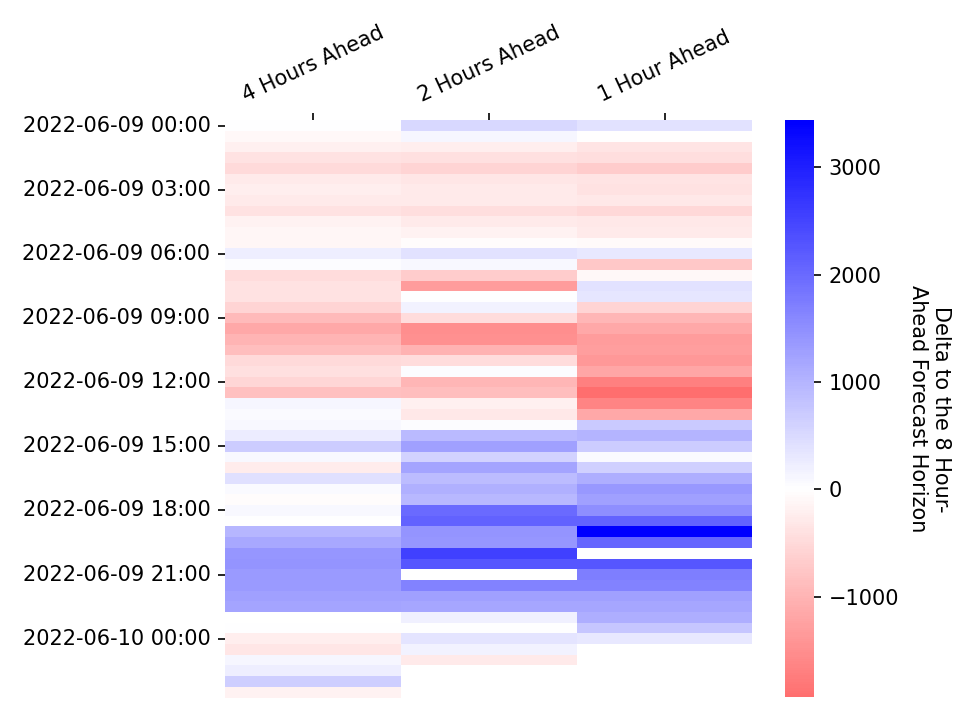 4 Hours Ahead
2 Hours Ahead
1 Hour Ahead
2022-06-09 00:00
2022-06-09 03:00
2022-06-09 06:00
2022-06-09 09:00
2022-06-09 12:00
2022-06-09 15:00
2022-06-09 18:00
2022-06-09 21:00
2022-06-10 00:00
3000
2000
1000
0
−1000
Delta to the 8 Hour-
Ahead Forecast Horizon